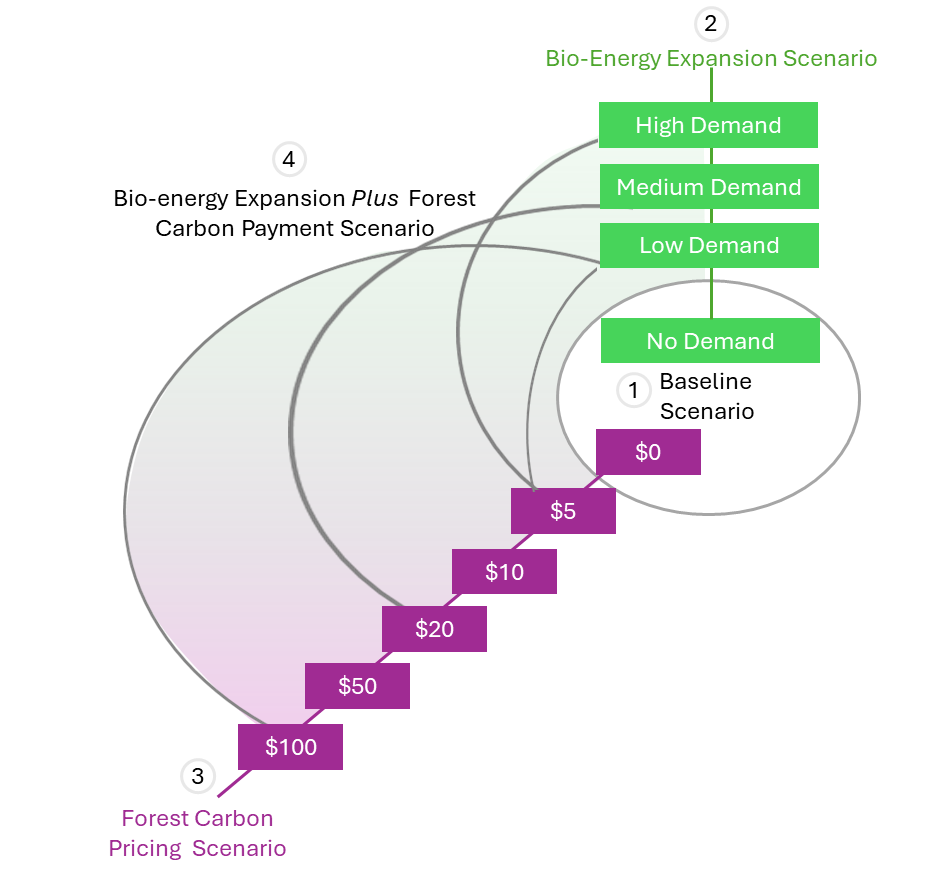 2
Bio-Energy Expansion Scenario
High Demand
4
Medium Demand
Bio-energy Expansion Plus Forest
Carbon Payment Scenario
Low Demand
No Demand
1
Baseline
Scenario
$0
$5
$10
$20
$50
$100
3
Forest Carbon
Pricing Scenario